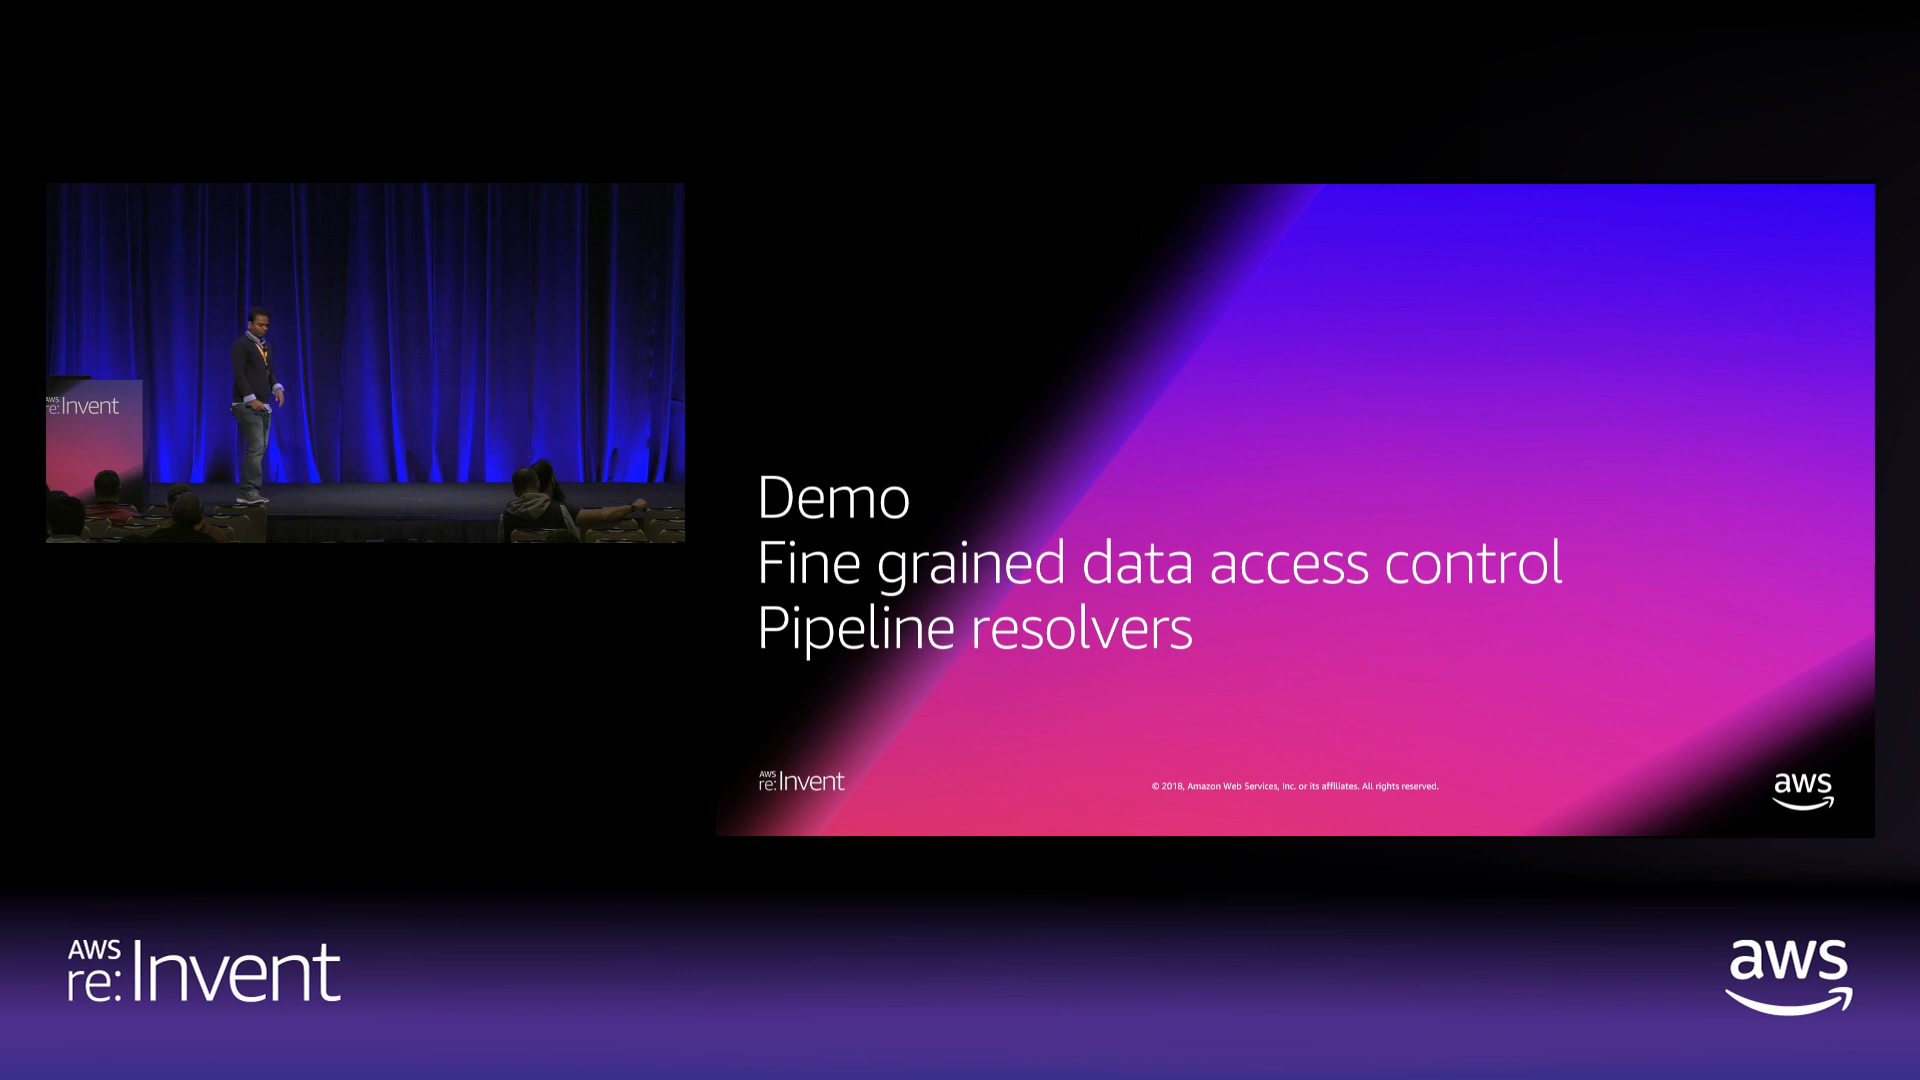 AWS
re:Invent
Demo
Fine grained data access control
Pipeline resolvers
AWS
re:Invent
© 2018, Amazon Web Services, Inc. or its affiliates. All rights reserved.
aws
AWS
re:Invent
aws